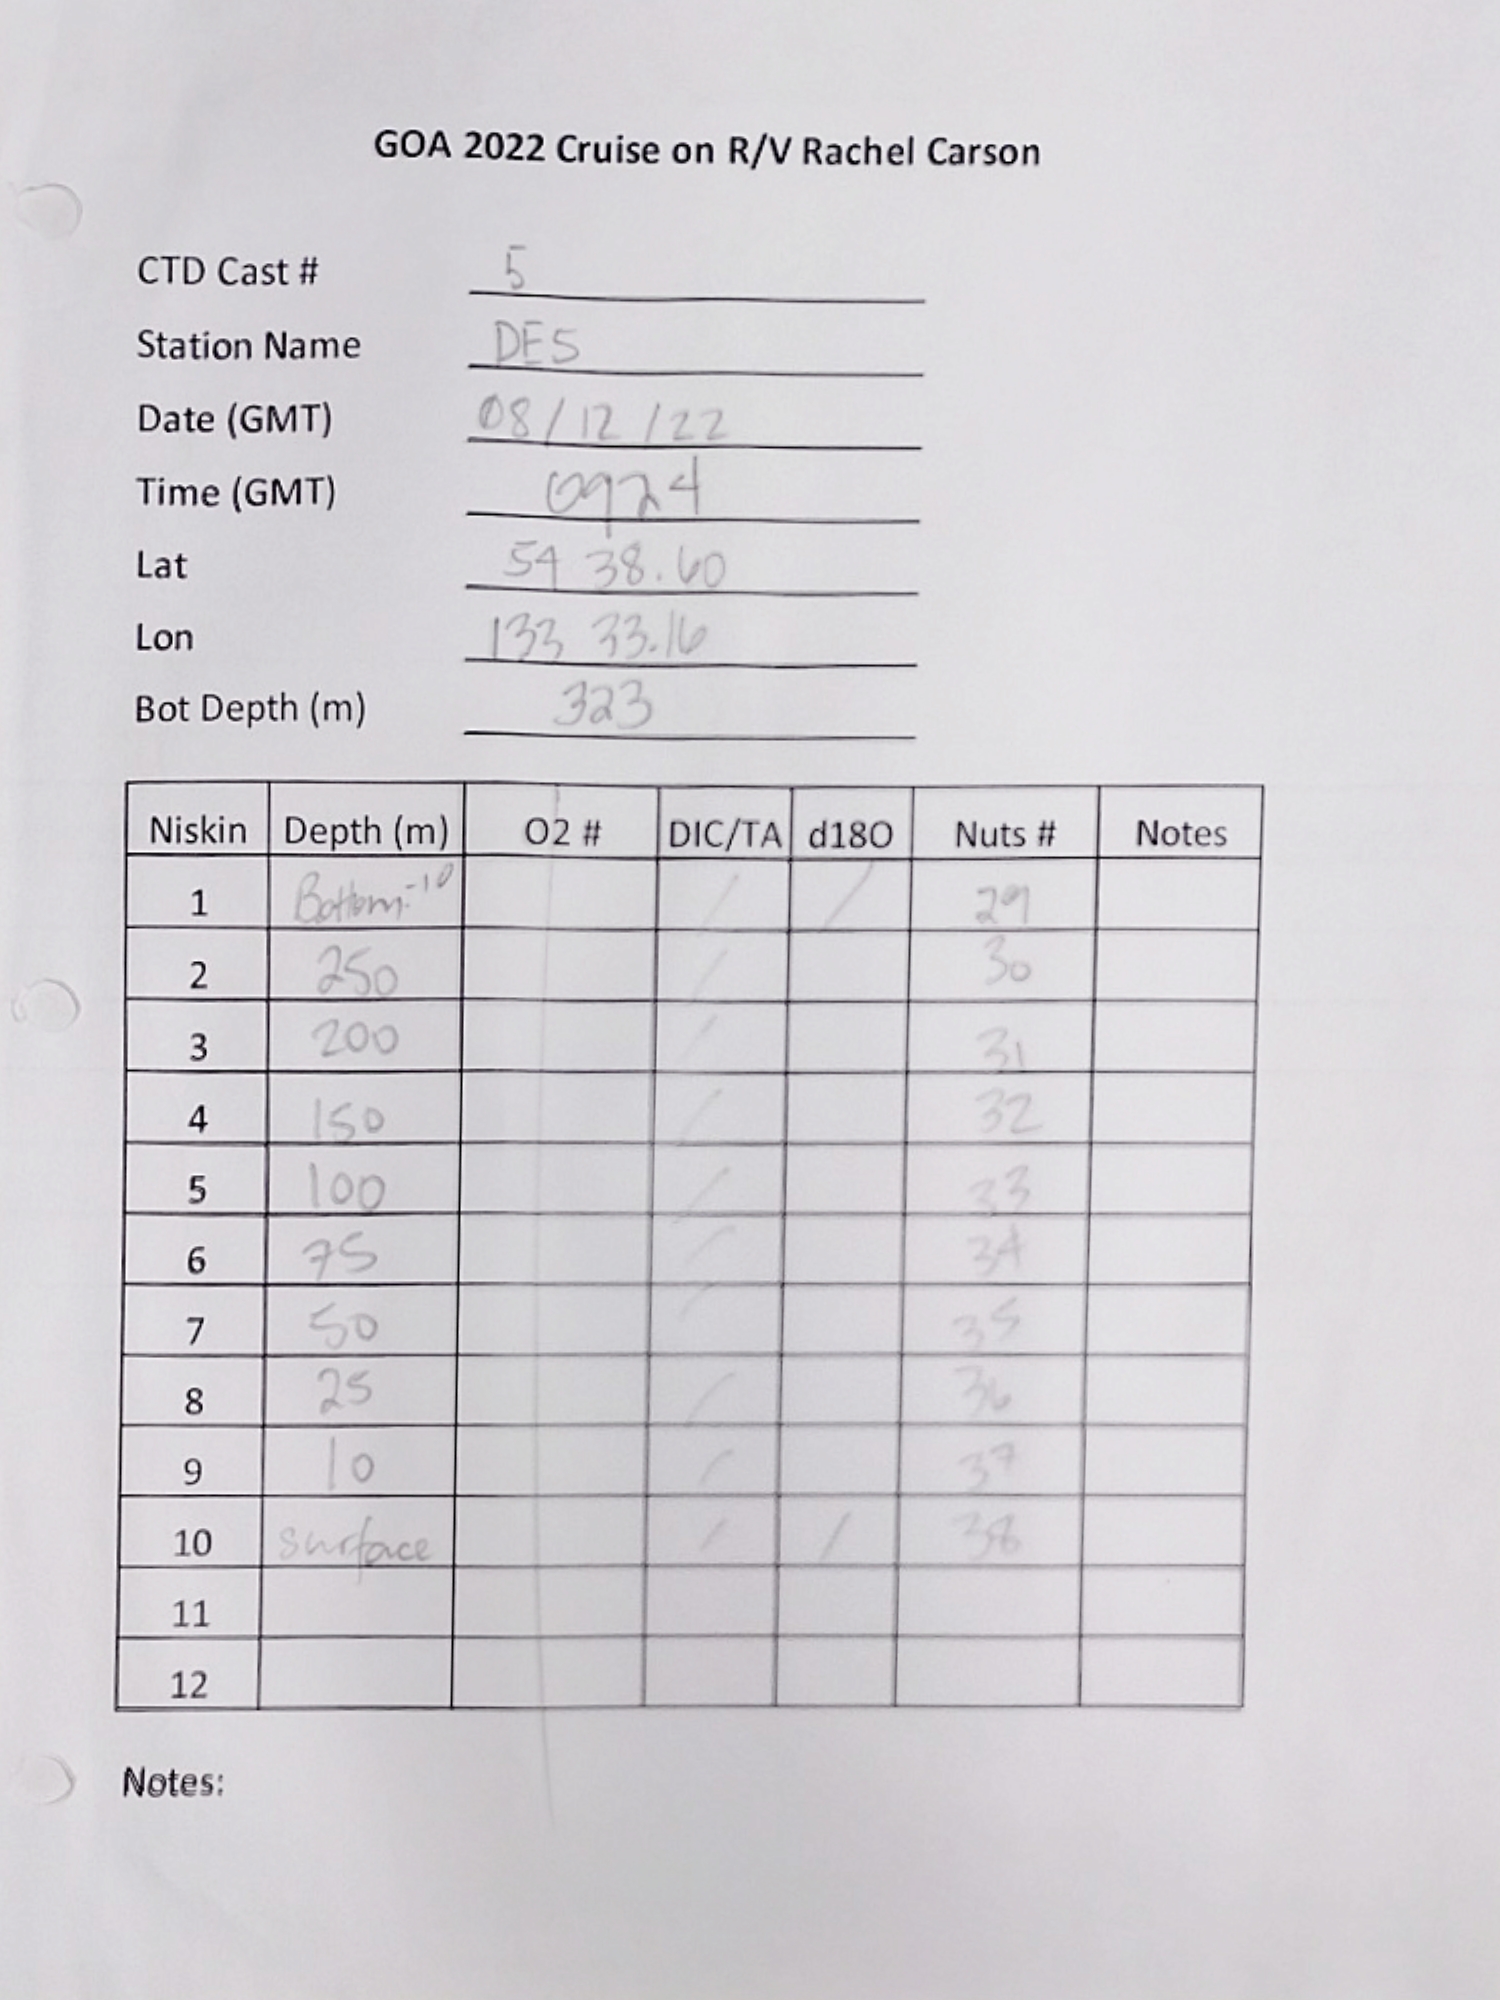 GOA 2022 Cruise on R/V Rachel Carson
CTD Cast # 5
Station Name DE5
Date (GMT) 08/12/22
Time (GMT) 0924
Lat 54 38.60
Lon 133 33.16
Bot Depth (m) 323
Niskin Depth (m) O2 # DIC/TA d18O Nuts # Notes
1 Bottom-10 / / 29
2 250 / 30
3 200 / 31
4 150 / 32
5 100 / 33
6 75 / 34
7 50 / 35
8 25 / 36
9 10 / 37
10 surface / / 38
11
12
Notes: